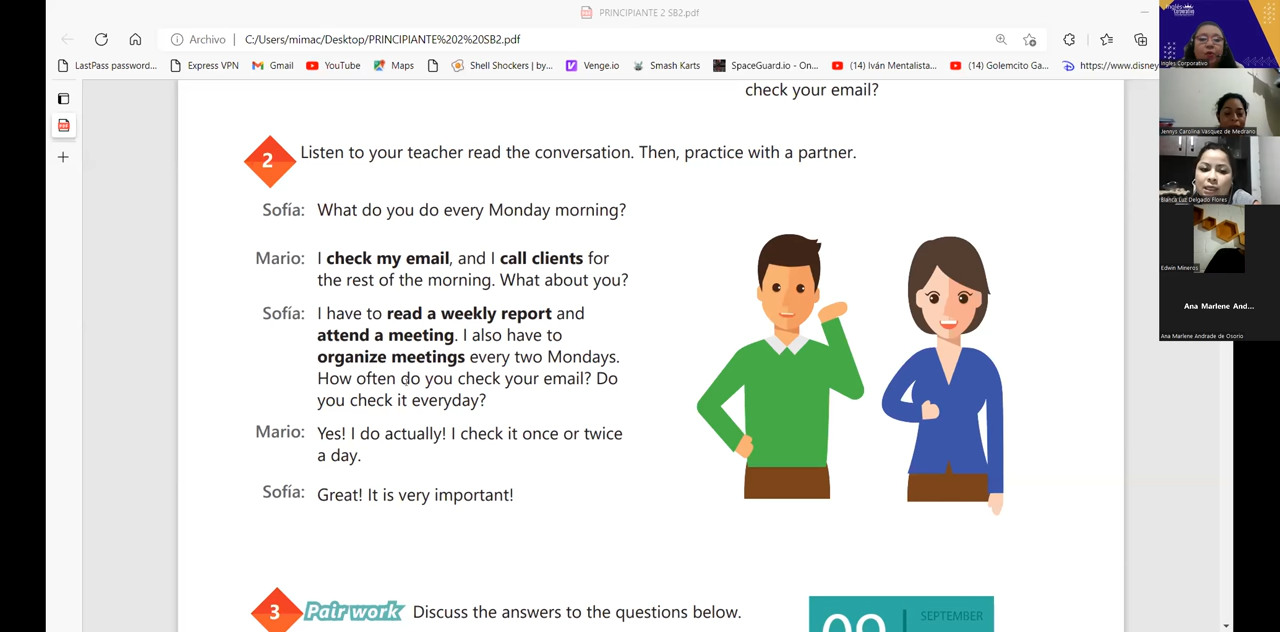 PRINCIPIANTE 2 SB2.pdf
Archivo
C:/Users/mimac/Desktop/PRINCIPIANTE%202%20SB2.pdf
LastPass password...
Express VPN
Gmail
YouTube
Maps
Shell Shockers | by...
Venge.io
Smash Karts
SpaceGuard.io - On...
(14) Iván Mentalista...
(14) Golemcito Ga...
https://www.disney
check your email?
2 Listen to your teacher read the conversation. Then, practice with a partner.
Sofía: What do you do every Monday morning?
Mario: I check my email, and I call clients for
the rest of the morning. What about you?
Sofía: I have to read a weekly report and
attend a meeting. I also have to
organize meetings every two Mondays.
How often do you check your email? Do
you check it everyday?
Mario: Yes! I do actually! I check it once or twice
a day.
Sofía: Great! It is very important!
3 Pair work Discuss the answers to the questions below.
09 SEPTEMBER
Inglés Corporativo
Ingles Corporativo
Jennys Carolina Vasquez de Medrano
Blanca Luz Delgado Flores
Edwin Mineros
Ana Marlene And...
Ana Marlene Andrade de Osorio